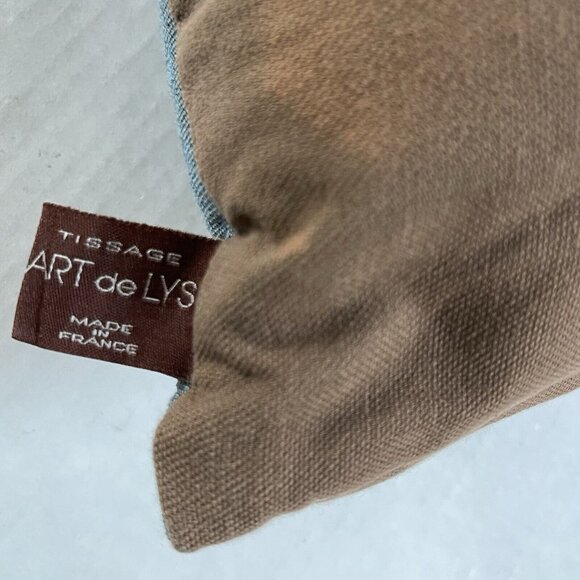 TISSAGE
ART de LYS
MADE
IN
FRANCE